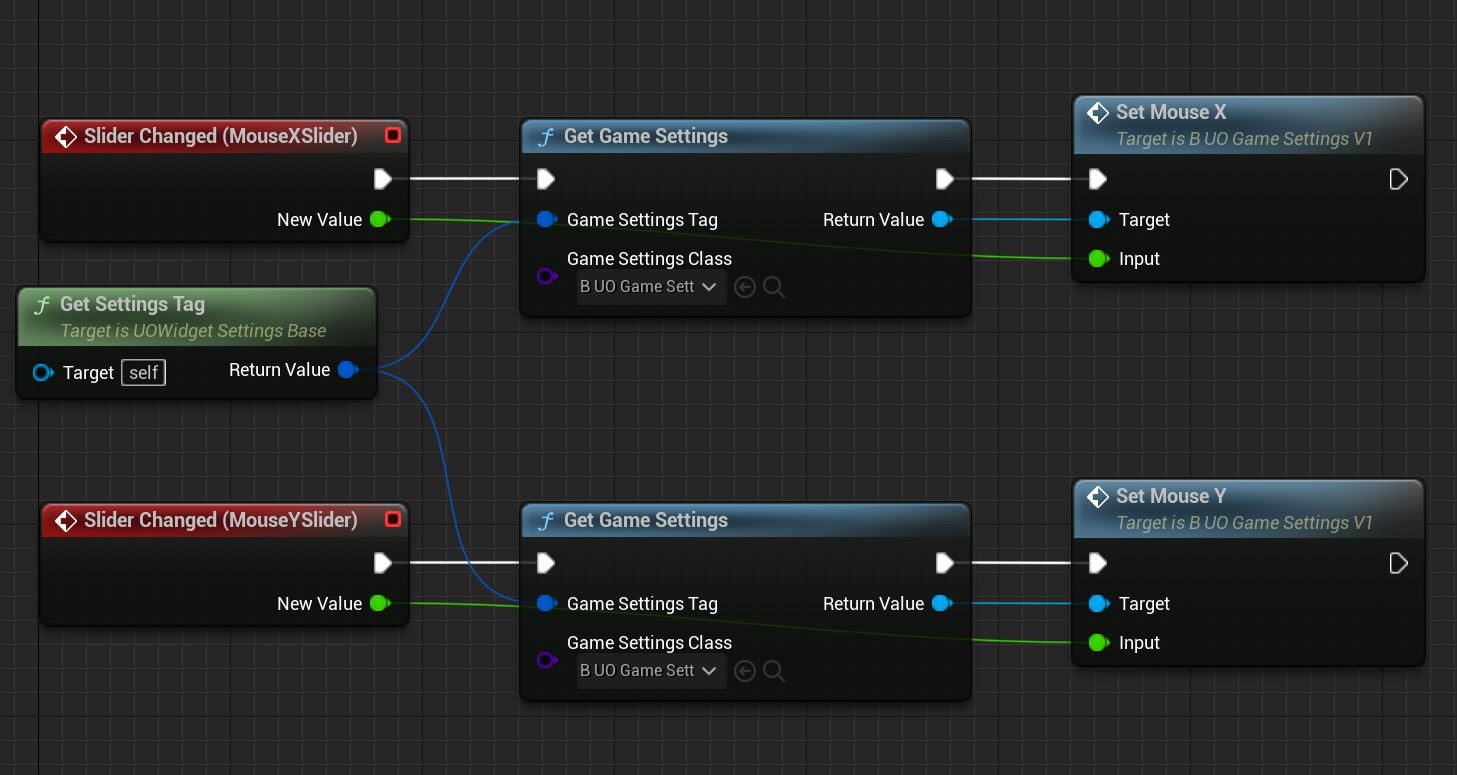 Slider Changed (MouseXSlider)
New Value
f Get Game Settings
Game Settings Tag
Return Value
Game Settings Class
B UO Game Sett
Set Mouse X
Target is B UO Game Settings V1
Target
Input
f Get Settings Tag
Target is UOWidget Settings Base
Target self
Return Value
Slider Changed (MouseYSlider)
New Value
f Get Game Settings
Game Settings Tag
Return Value
Game Settings Class
B UO Game Sett
Set Mouse Y
Target is B UO Game Settings V1
Target
Input